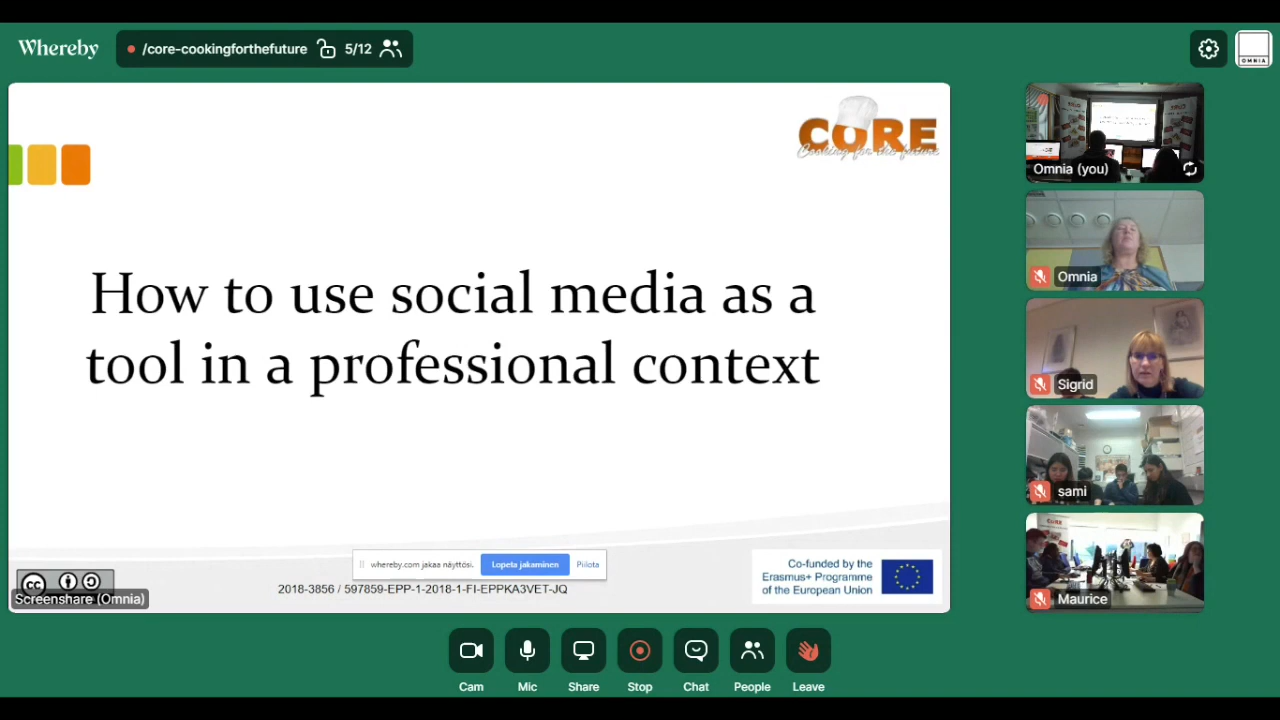 Whereby
/core-cookingforthefuture 5/12
OMNIA
CORE
Cooking for the future
How to use social media as a
tool in a professional context
whereby.com jakaa näyttösi. Lopeta jakaminen Piilota
2018-3856 / 597859-EPP-1-2018-1-FI-EPPKA3VET-JQ
Co-funded by the
Erasmus+ Programme
of the European Union
cc
Screenshare (Omnia)
Omnia (you)
Omnia
Sigrid
sami
CORE
Maurice
Cam Mic Share Stop Chat People Leave